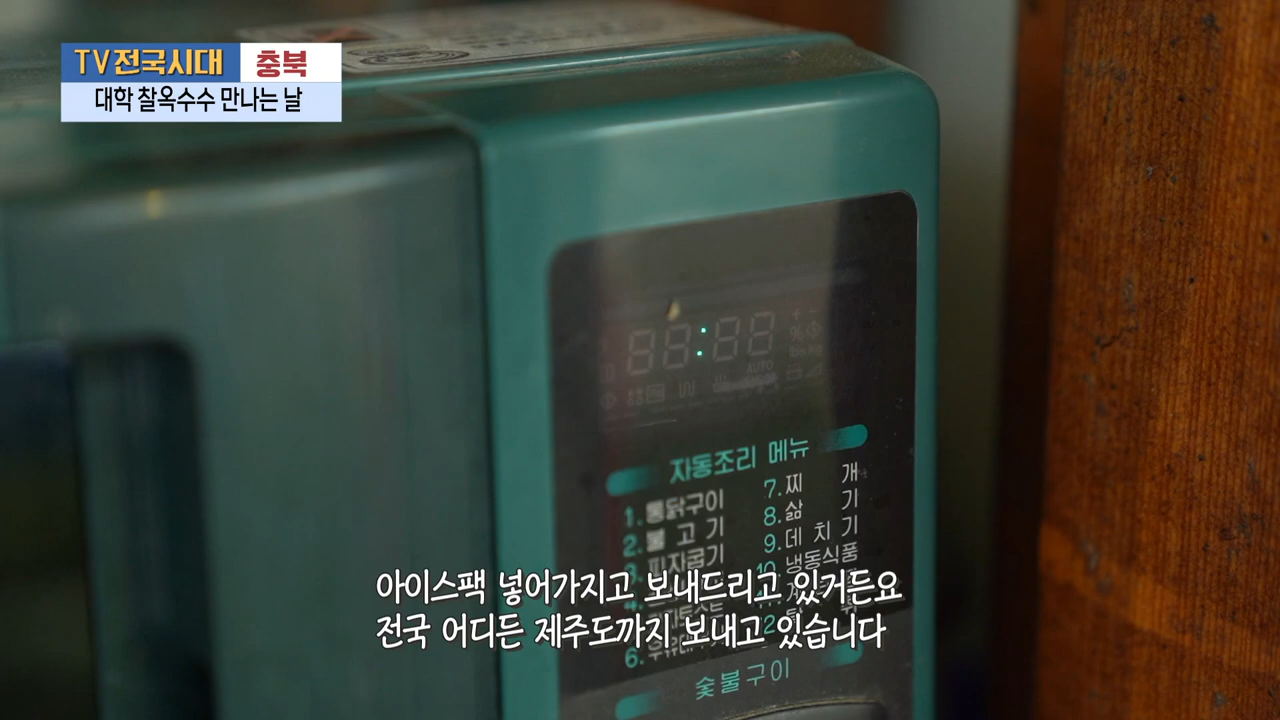 TV전국시대 충북
대학 찰옥수수 만나는 날
88:88
AUTO
자동조리 메뉴
1. 통닭구이
2. 불고기
3. 피자굽기
6.
7. 찌개
8. 삶기
9. 데치기
10. 냉동식품
숯불구이
아이스팩 넣어가지고 보내드리고 있거든요
전국 어디든 제주도까지 보내고 있습니다